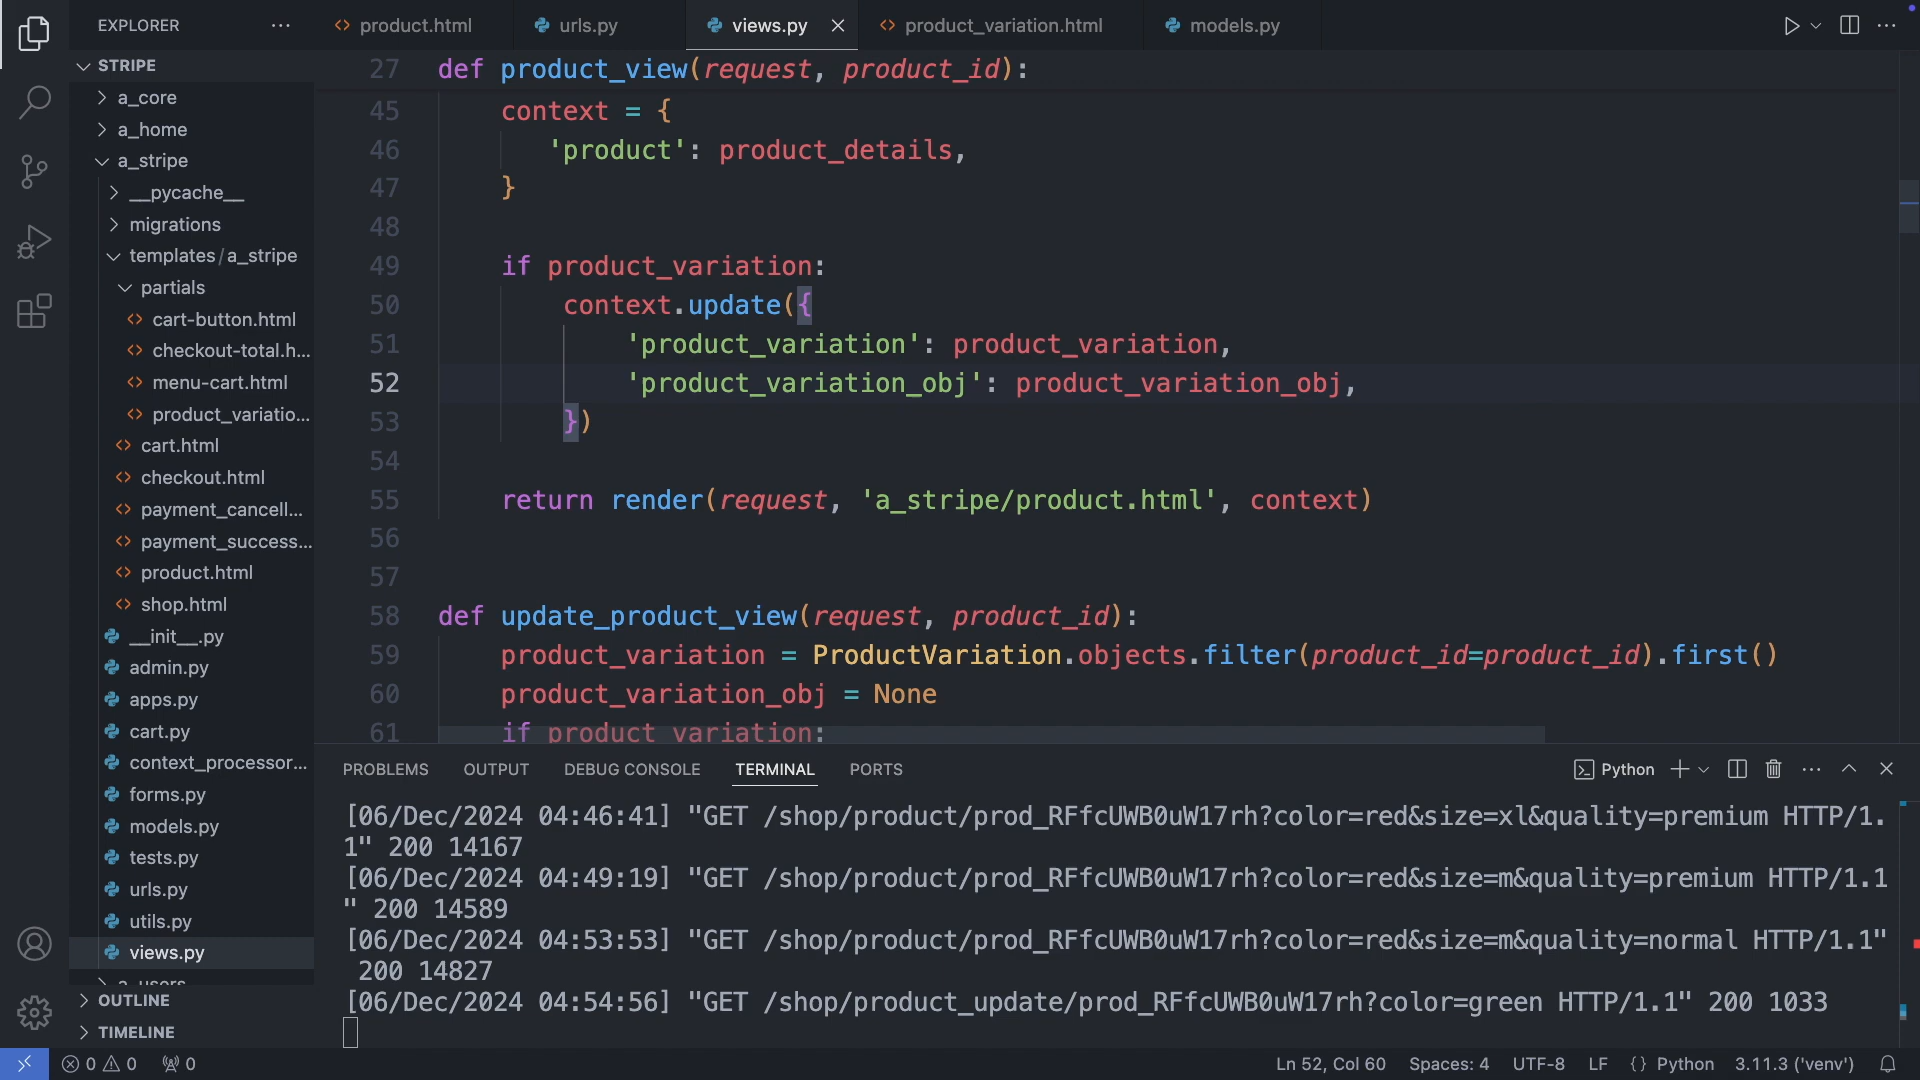 EXPLORER
product.html
urls.py
views.py
product_variation.html
models.py
STRIPE
a_core
a_home
a_stripe
__pycache__
migrations
templates/a_stripe
partials
cart-button.html
checkout-total.h...
menu-cart.html
product_variatio...
cart.html
checkout.html
payment_cancell...
payment_success...
product.html
shop.html
__init__.py
admin.py
apps.py
cart.py
context_processor...
forms.py
models.py
tests.py
urls.py
utils.py
views.py
a_users
OUTLINE
TIMELINE
27 def product_view(request, product_id):
45 context = {
46 'product': product_details,
47 }
48
49 if product_variation:
50 context.update({
51 'product_variation': product_variation,
52 'product_variation_obj': product_variation_obj,
53 })
54
55 return render(request, 'a_stripe/product.html', context)
56
57
58 def update_product_view(request, product_id):
59 product_variation = ProductVariation.objects.filter(product_id=product_id).first()
60 product_variation_obj = None
61 if product_variation:
PROBLEMS OUTPUT DEBUG CONSOLE TERMINAL PORTS
Python
[06/Dec/2024 04:46:41] "GET /shop/product/prod_RFfcUWB0uW17rh?color=red&size=xl&quality=premium HTTP/1.
1" 200 14167
[06/Dec/2024 04:49:19] "GET /shop/product/prod_RFfcUWB0uW17rh?color=red&size=m&quality=premium HTTP/1.1
" 200 14589
[06/Dec/2024 04:53:53] "GET /shop/product/prod_RFfcUWB0uW17rh?color=red&size=m&quality=normal HTTP/1.1"
200 14827
[06/Dec/2024 04:54:56] "GET /shop/product_update/prod_RFfcUWB0uW17rh?color=green HTTP/1.1" 200 1033
0 0 0
Ln 52, Col 60 Spaces: 4 UTF-8 LF {} Python 3.11.3 ('venv')